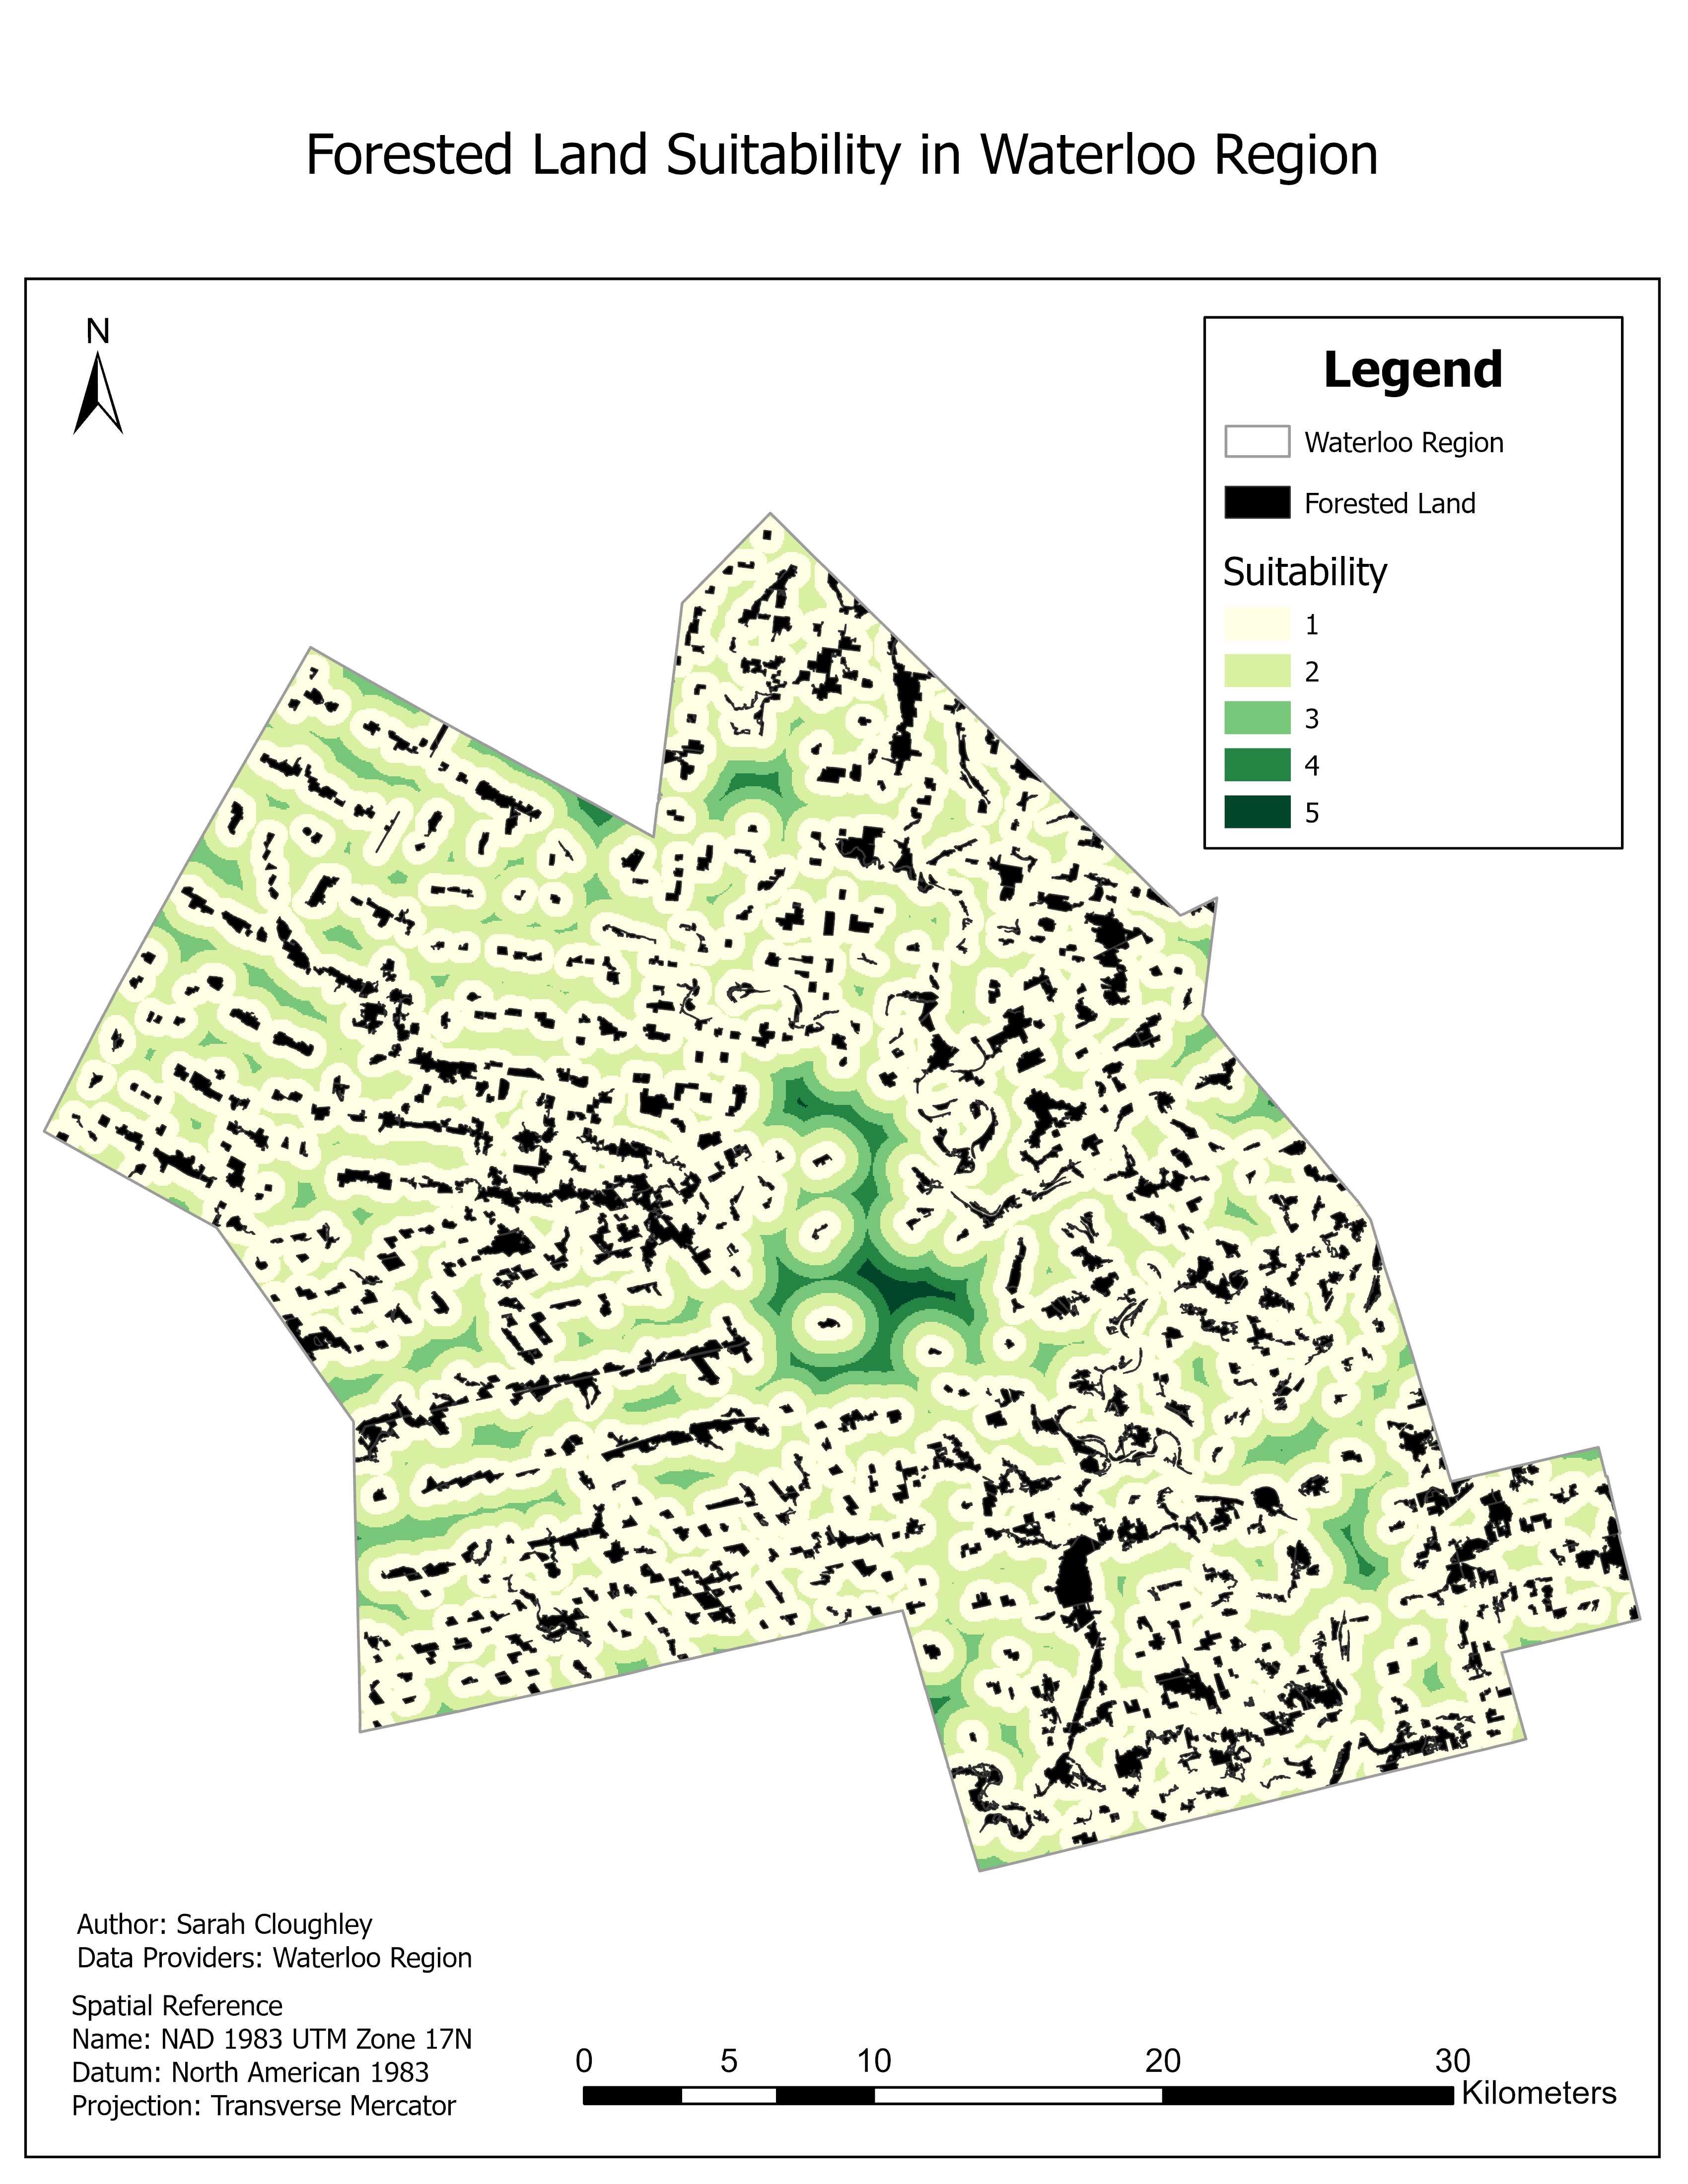 Forested Land Suitability in Waterloo Region
N
Legend
Waterloo Region
Forested Land
Suitability
1
2
3
4
5
Author: Sarah Cloughley
Data Providers: Waterloo Region
Spatial Reference
Name: NAD 1983 UTM Zone 17N
Datum: North American 1983
Projection: Transverse Mercator
0 5 10 20 30
Kilometers